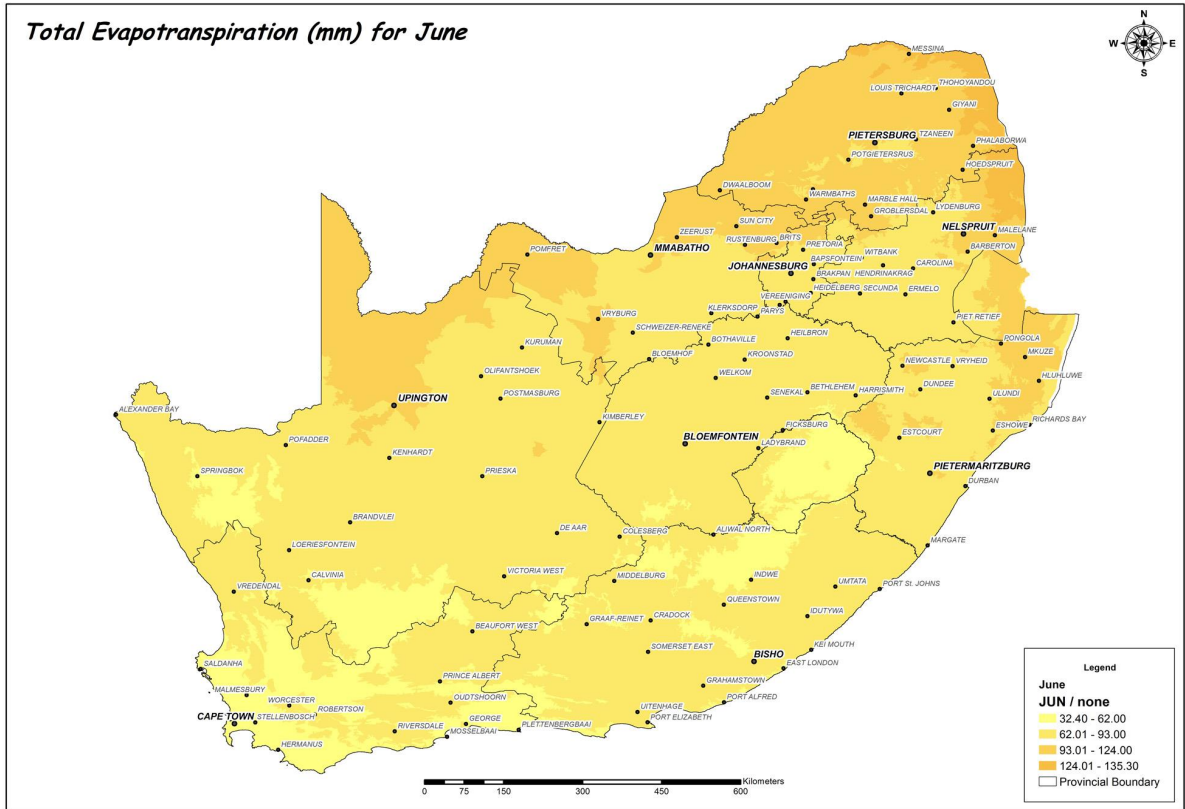 Total Evapotranspiration (mm) for June
N
W
E
S
MESSINA
THOHOYANDOU
LOUIS TRICHARDT
GIYANI
PIETERSBURG
TZANEEN
PHALABORWA
POTGIETERSRUS
HOEDSPRUIT
DWAALBOOM
WARMBATHS
MARBLE HALL
LYDENBURG
GROBLERSDAL
SUN CITY
NELSPRUIT
MALELANE
ZEERUST
RUSTENBURG
BRITS
PRETORIA
WITBANK
BARBERTON
POMFRET
MMABATHO
BAPSFONTEIN
CAROLINA
JOHANNESBURG
BRAKPAN
HENDRINAKRAG
HEIDELBERG
SECUNDA
ERMELO
VEREENIGING
KLERKSDORP
PARYS
VRYBURG
PIET RETIEF
SCHWEIZER-RENEKE
HEILBRON
BOTHAVILLE
PONGOLA
KURUMAN
BLOEMHOF
KROONSTAD
NEWCASTLE
VRYHEID
MKUZE
OLIFANTSHOEK
WELKOM
HLUHLUWE
BETHLEHEM
HARRISMITH
DUNDEE
UPINGTON
POSTMASBURG
SENEKAL
ULUNDI
ALEXANDER BAY
KIMBERLEY
RICHARDS BAY
FICKSBURG
ESHOWE
POFADDER
BLOEMFONTEIN
LADYBRAND
ESTCOURT
KENHARDT
SPRINGBOK
PRIESKA
PIETERMARITZBURG
DURBAN
BRANDVLEI
DE AAR
COLESBERG
ALIWAL NORTH
LOERIESFONTEIN
MARGATE
CALVINIA
VICTORIA WEST
MIDDELBURG
INDWE
UMTATA
PORT St. JOHNS
VREDENDAL
QUEENSTOWN
GRAAF-REINET
CRADOCK
IDUTYWA
BEAUFORT WEST
SOMERSET EAST
KEI MOUTH
BISHO
EAST LONDON
SALDANHA
PRINCE ALBERT
GRAHAMSTOWN
MALMESBURY
OUDTSHOORN
PORT ALFRED
WORCESTER
ROBERTSON
UITENHAGE
CAPE TOWN
STELLENBOSCH
GEORGE
PLETTENBERGBAAI
PORT ELIZABETH
RIVERSDALE
MOSSELBAAI
HERMANUS
Kilometers
0 75 150 300 450 600
Legend
June
JUN / none
32.40 - 62.00
62.01 - 93.00
93.01 - 124.00
124.01 - 135.30
Provincial Boundary